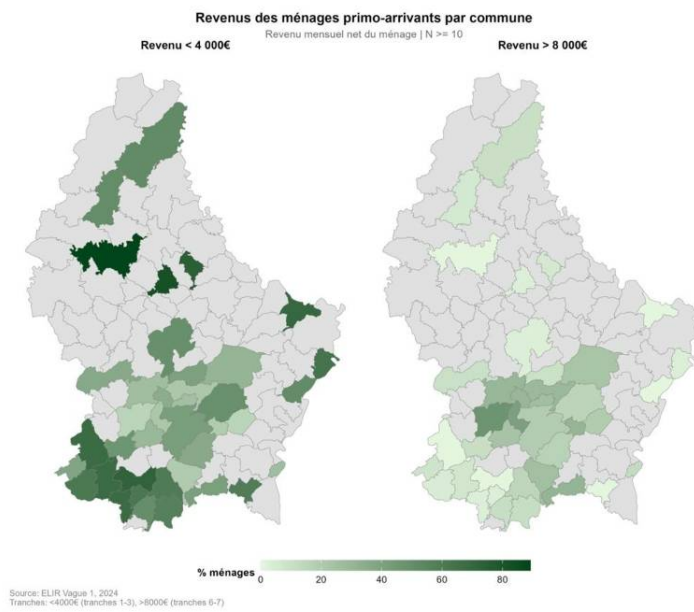 Revenus des ménages primo-arrivants par commune
Revenu mensuel net du ménage | N >= 10
Revenu < 4 000€
Revenu > 8 000€
% ménages
0 20 40 60 80
Source: ELIR Vague 1, 2024
Tranches: <4000€ (tranches 1-3), >8000€ (tranches 6-7)